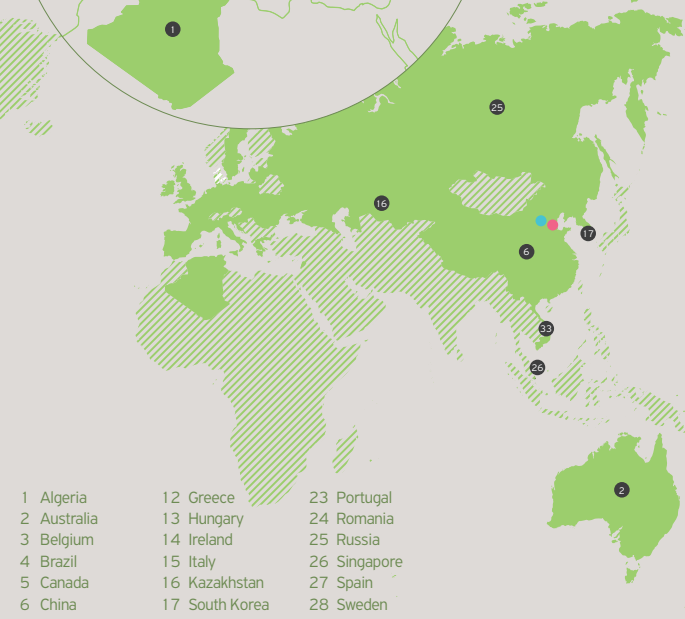 1
25
16
17
6
33
26
2
1 Algeria
2 Australia
3 Belgium
4 Brazil
5 Canada
6 China
12 Greece
13 Hungary
14 Ireland
15 Italy
16 Kazakhstan
17 South Korea
23 Portugal
24 Romania
25 Russia
26 Singapore
27 Spain
28 Sweden